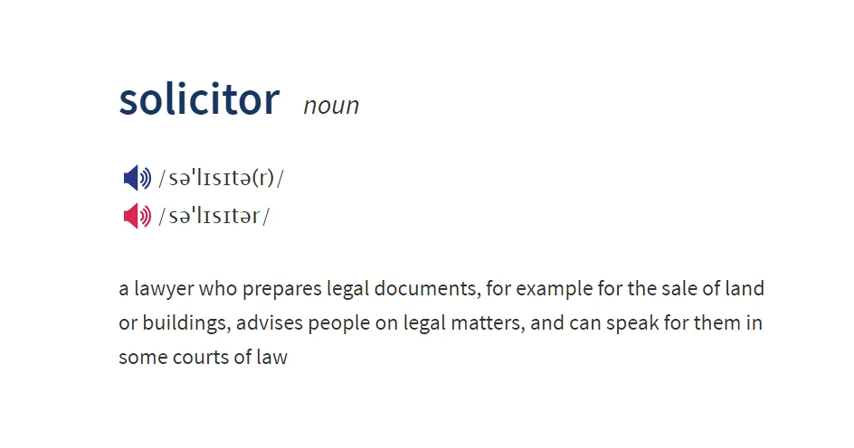 solicitor noun
/səˈlɪsɪtə(r)/
/səˈlɪsɪtər/
a lawyer who prepares legal documents, for example for the sale of land
or buildings, advises people on legal matters, and can speak for them in
some courts of law